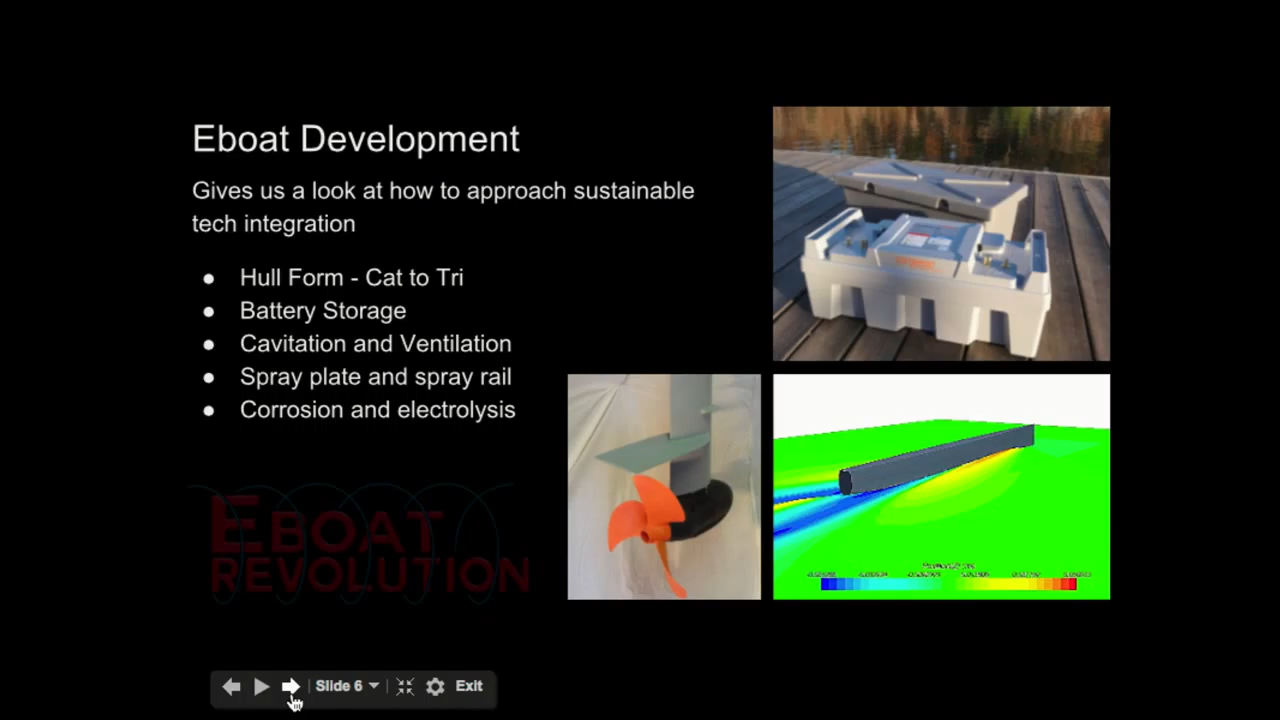 Eboat Development
Gives us a look at how to approach sustainable
tech integration
● Hull Form - Cat to Tri
● Battery Storage
● Cavitation and Ventilation
● Spray plate and spray rail
● Corrosion and electrolysis
EBOAT
REVOLUTION
Slide 6
Exit